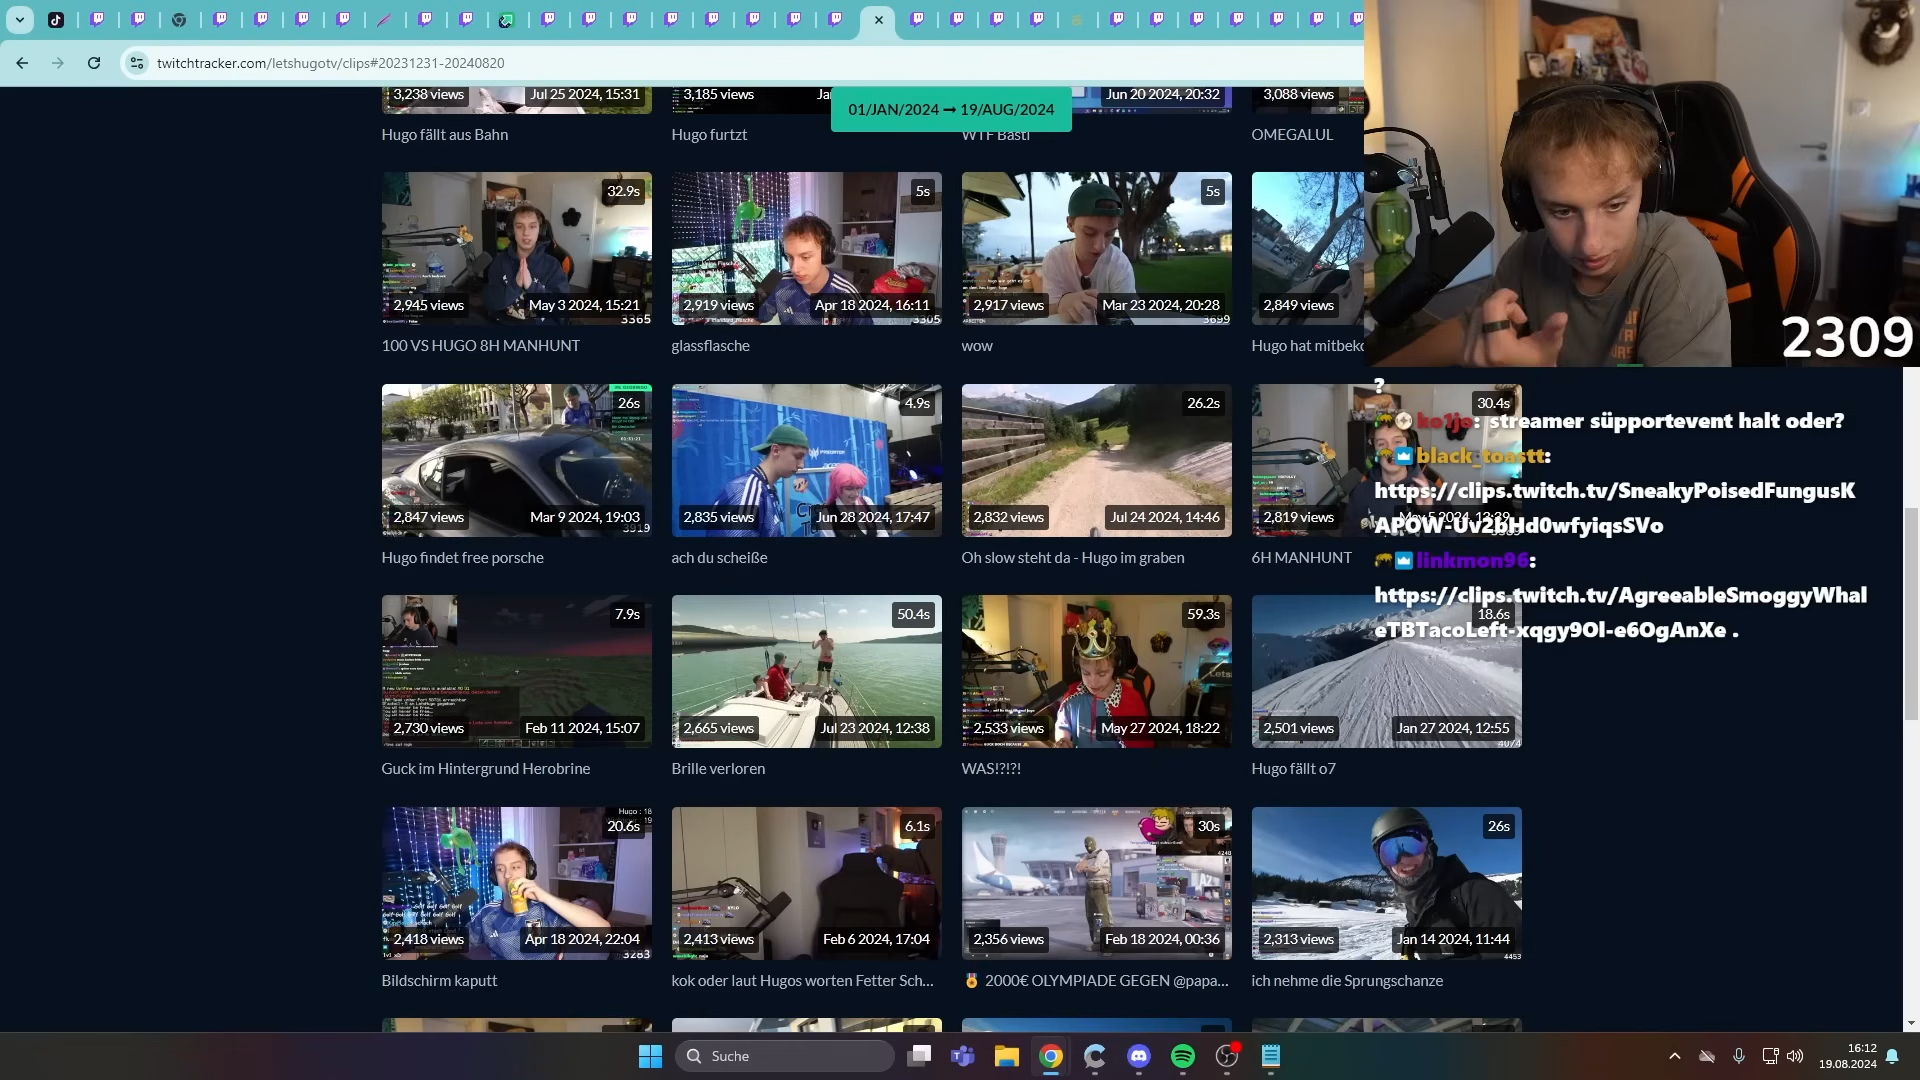 twitchtracker.com/letshugotv/clips#20231231-20240820
3,238 views
Jul 25 2024, 15:31
3,185 views
Jun 20 2024, 20:32
3,088 views
01/JAN/2024 → 19/AUG/2024
Hugo fällt aus Bahn
Hugo furtzt
WTF Basti
OMEGALUL
32.9s
5s
5s
2,945 views
May 3 2024, 15:21
2,919 views
Apr 18 2024, 16:11
2,917 views
Mar 23 2024, 20:28
2,849 views
3365
3305
3699
2309
100 VS HUGO 8H MANHUNT
glassflasche
wow
Hugo hat mitbeko
?
26s
4.9s
26.2s
30.4s
ko1jo: streamer süpportevent halt oder?
black_toastt:
https://clips.twitch.tv/SneakyPoisedFungusK
APOW-Uv2bHd0wfyiqsSVo
2,847 views
Mar 9 2024, 19:03
2,835 views
Jun 28 2024, 17:47
2,832 views
Jul 24 2024, 14:46
2,819 views
3919
Hugo findet free porsche
ach du scheiße
Oh slow steht da - Hugo im graben
6H MANHUNT
linkmon96:
https://clips.twitch.tv/AgreeableSmoggyWhal
eTBTacoLeft-xqgy9Ol-e6OgAnXe .
7.9s
50.4s
59.3s
18.6s
2,730 views
Feb 11 2024, 15:07
2,665 views
Jul 23 2024, 12:38
2,533 views
May 27 2024, 18:22
2,501 views
Jan 27 2024, 12:55
4074
Guck im Hintergrund Herobrine
Brille verloren
WAS!?!?!
Hugo fällt o7
20.6s
6.1s
30s
26s
2,418 views
Apr 18 2024, 22:04
2,413 views
Feb 6 2024, 17:04
2,356 views
Feb 18 2024, 00:36
2,313 views
Jan 14 2024, 11:44
3283
4453
Bildschirm kaputt
kok oder laut Hugos worten Fetter Sch...
2000€ OLYMPIADE GEGEN @papa...
ich nehme die Sprungschanze
Suche
16:12
19.08.2024